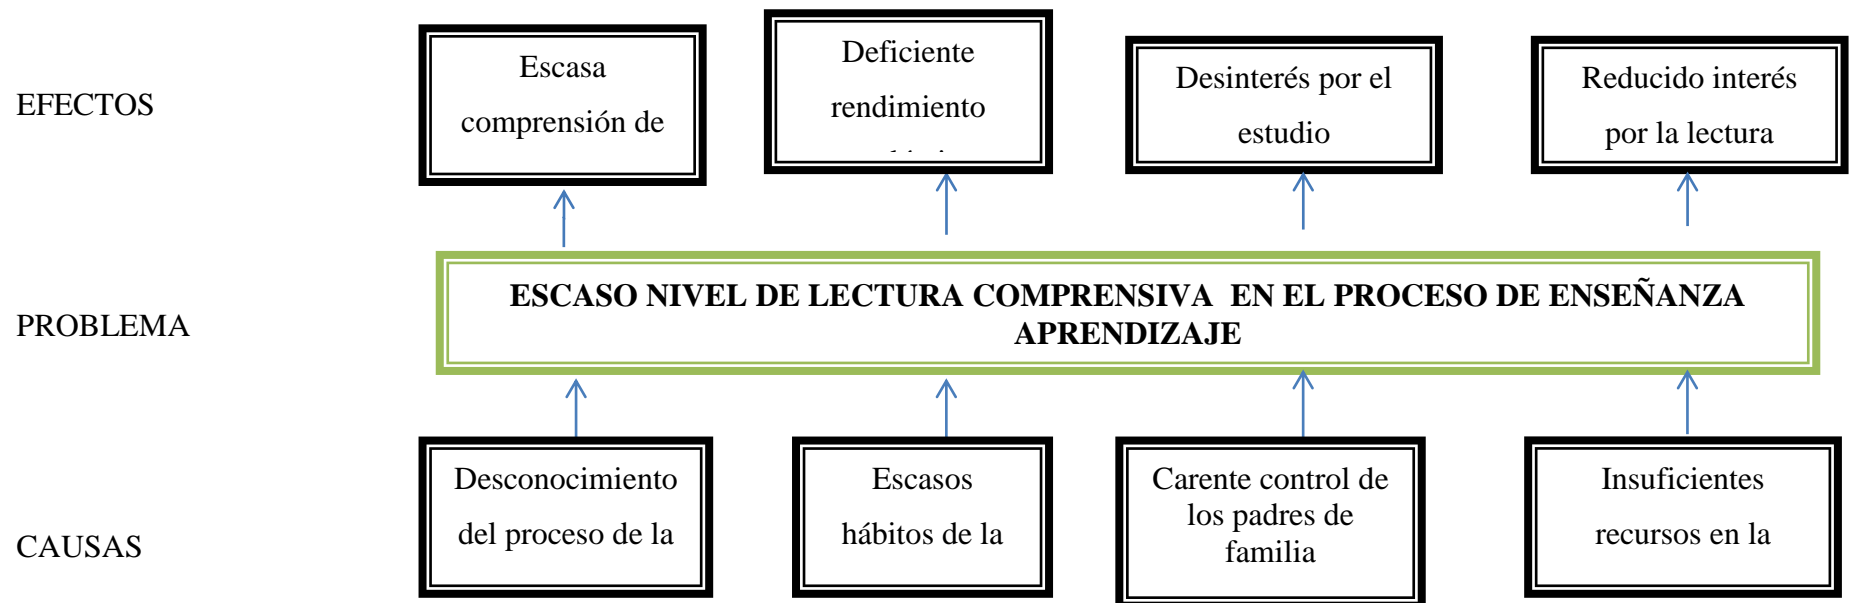 EFECTOS
Escasa
comprensión de
Deficiente
rendimiento
Desinterés por el
estudio
Reducido interés
por la lectura
PROBLEMA
ESCASO NIVEL DE LECTURA COMPRENSIVA  EN EL PROCESO DE ENSEÑANZA
APRENDIZAJE
CAUSAS
Desconocimiento
del proceso de la
Escasos
hábitos de la
Carente control de
los padres de
familia
Insuficientes
recursos en la